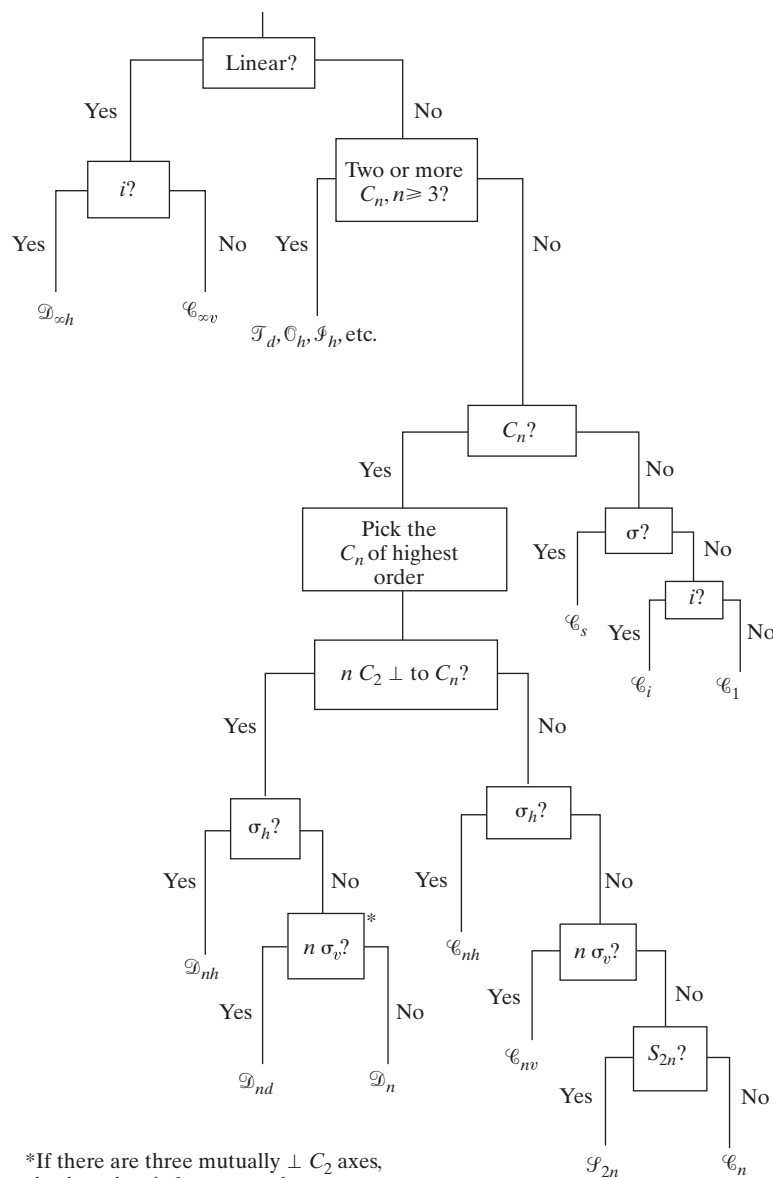 Linear?
Yes
No
i?
Two or more
Cₙ, n ⩾ 3?
Yes
No
Yes
No
𝒟∞h
𝒞∞v
𝒯d, 𝒪h, ℐh, etc.
Cₙ?
Yes
No
Pick the
Cₙ of highest
order
σ?
Yes
No
i?
𝒞s
Yes
No
n C₂ ⊥ to Cₙ?
𝒞i
𝒞1
Yes
No
σh?
σh?
Yes
No
Yes
No
n σv?*
n σv?
𝒟nh
𝒞nh
Yes
No
Yes
No
S2n?
𝒟nd
𝒟n
𝒞nv
Yes
No
𝒮2n
𝒞n
*If there are three mutually ⊥ C₂ axes,